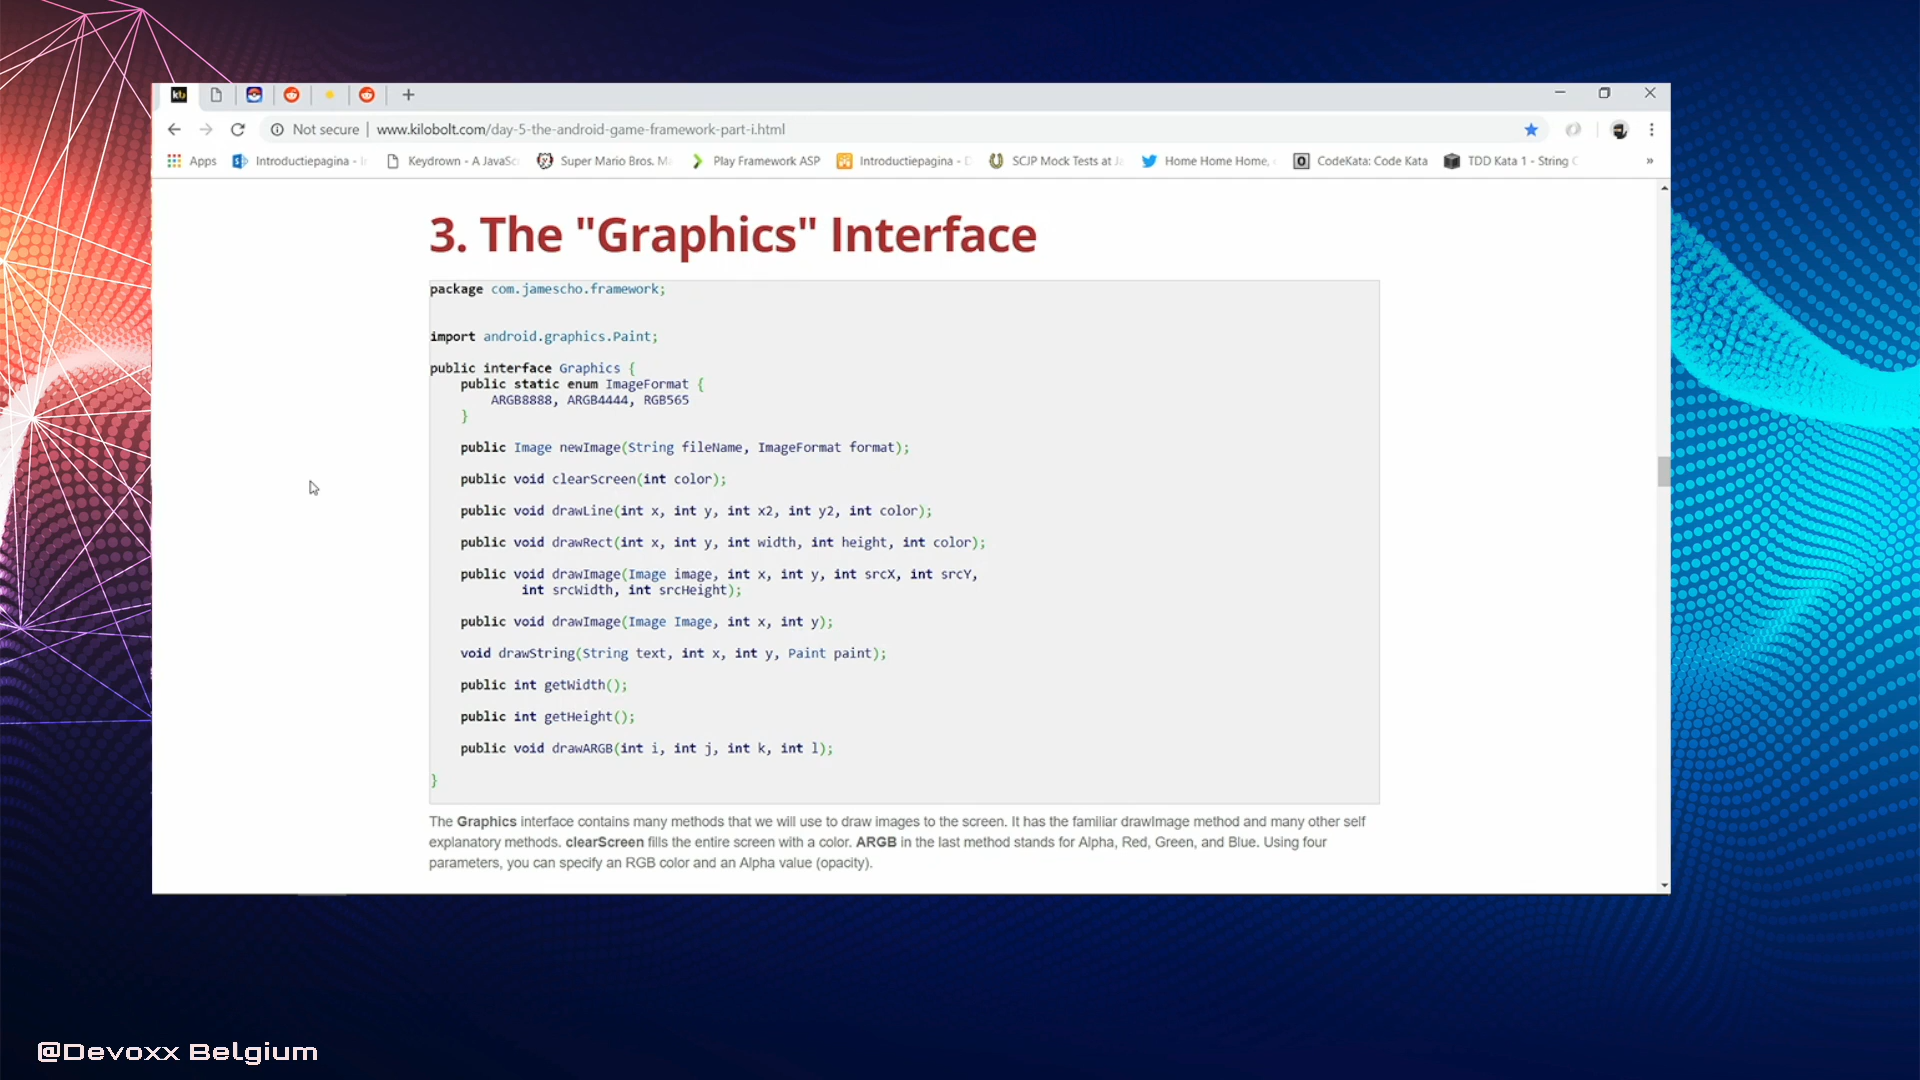 Not secure | www.kilobolt.com/day-5-the-android-game-framework-part-i.html
Apps Introductiepagina - Keydrown - A JavaSc Super Mario Bros. M Play Framework ASP Introductiepagina - SCJP Mock Tests at J Home Home Home, CodeKata: Code Kata TDD Kata 1 - String »
3. The "Graphics" Interface
package com.jamescho.framework;
import android.graphics.Paint;
public interface Graphics {
public static enum ImageFormat {
ARGB8888, ARGB4444, RGB565
}
public Image newImage(String fileName, ImageFormat format);
public void clearScreen(int color);
public void drawLine(int x, int y, int x2, int y2, int color);
public void drawRect(int x, int y, int width, int height, int color);
public void drawImage(Image image, int x, int y, int srcX, int srcY,
int srcWidth, int srcHeight);
public void drawImage(Image Image, int x, int y);
void drawString(String text, int x, int y, Paint paint);
public int getWidth();
public int getHeight();
public void drawARGB(int i, int j, int k, int l);
}
The Graphics interface contains many methods that we will use to draw images to the screen. It has the familiar drawImage method and many other self
explanatory methods. clearScreen fills the entire screen with a color. ARGB in the last method stands for Alpha, Red, Green, and Blue. Using four
parameters, you can specify an RGB color and an Alpha value (opacity).
@Devoxx Belgium